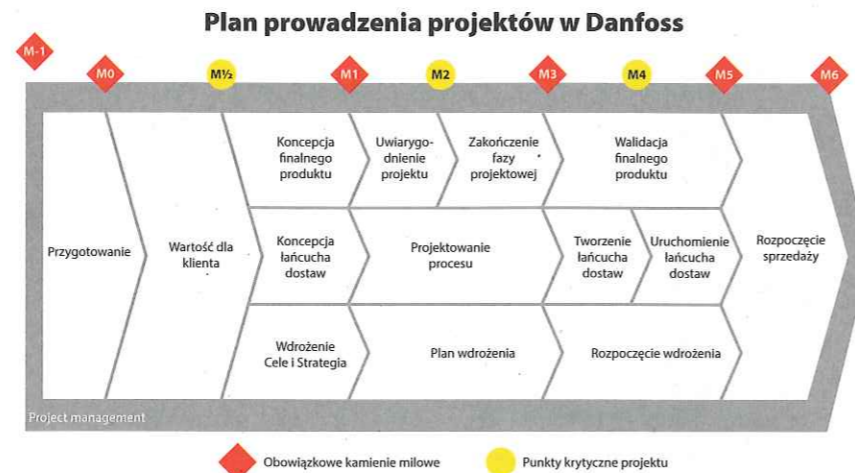 Plan prowadzenia projektów w Danfoss
M-1
M0
M½
M1
M2
M3
M4
M5
M6
Przygotowanie
Wartość dla
klienta
Koncepcja
finalnego
produktu
Uwiarygo-
dnienie
projektu
Zakończenie
fazy
projektowej
Walidacja
finalnego
produktu
Koncepcja
łańcucha
dostaw
Projektowanie
procesu
Tworzenie
łańcucha
dostaw
Uruchomienie
łańcucha
dostaw
Rozpoczęcie
sprzedaży
Wdrożenie
Cele i Strategia
Plan wdrożenia
Rozpoczęcie wdrożenia
Project management
Obowiązkowe kamienie milowe
Punkty krytyczne projektu